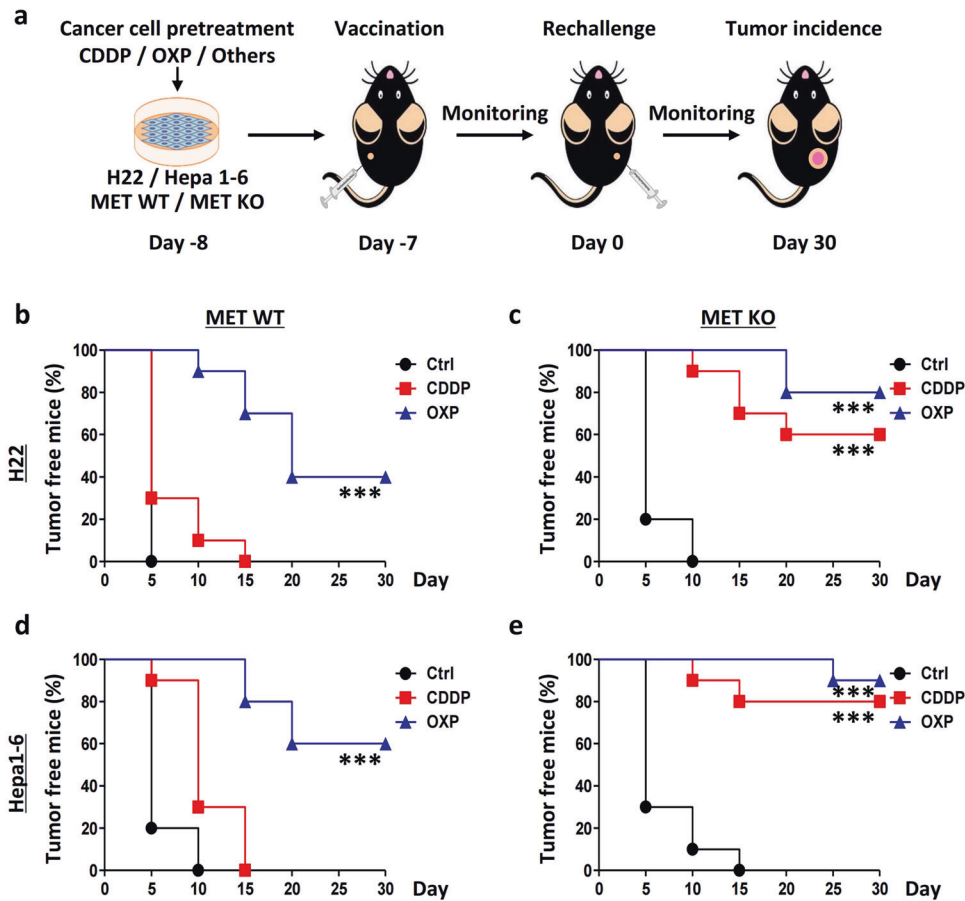 a
Cancer cell pretreatment
CDDP / OXP / Others
Vaccination
Rechallenge
Tumor incidence
Monitoring
Monitoring
H22 / Hepa 1-6
MET WT / MET KO
Day -8
Day -7
Day 0
Day 30
b
MET WT
H22
Tumor free mice (%)
100
80
60
40
20
0
0 5 10 15 20 25 30 Day
Ctrl
CDDP
OXP
***
c
MET KO
Tumor free mice (%)
100
80
60
40
20
0
0 5 10 15 20 25 30 Day
Ctrl
CDDP
OXP
***
***
d
Hepa1-6
Tumor free mice (%)
100
80
60
40
20
0
0 5 10 15 20 25 30 Day
Ctrl
CDDP
OXP
***
e
Tumor free mice (%)
100
80
60
40
20
0
0 5 10 15 20 25 30 Day
Ctrl
CDDP
OXP
***
***